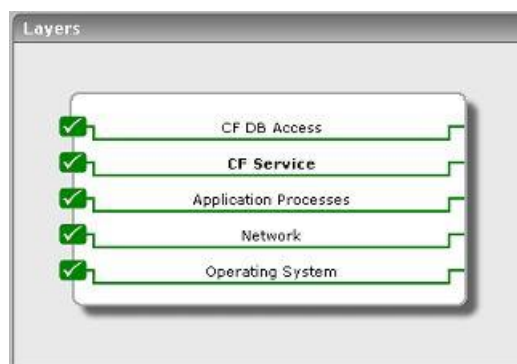 Layers
CF DB Access
CF Service
Application Processes
Network
Operating System